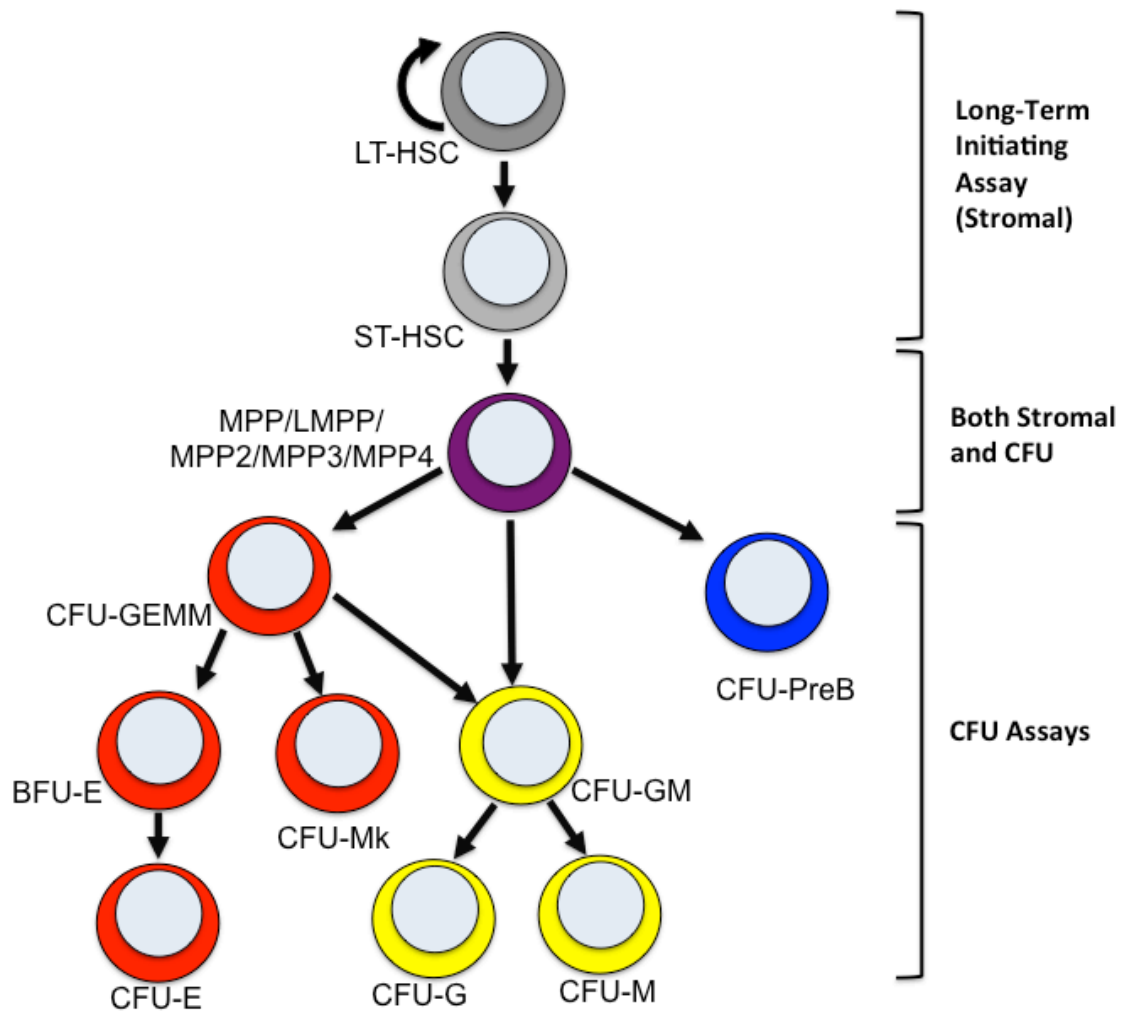 LT-HSC
Long-Term
Initiating
Assay
(Stromal)
ST-HSC
MPP/LMPP/
MPP2/MPP3/MPP4
Both Stromal
and CFU
CFU-GEMM
CFU-PreB
BFU-E
CFU-Mk
CFU-GM
CFU Assays
CFU-E
CFU-G
CFU-M